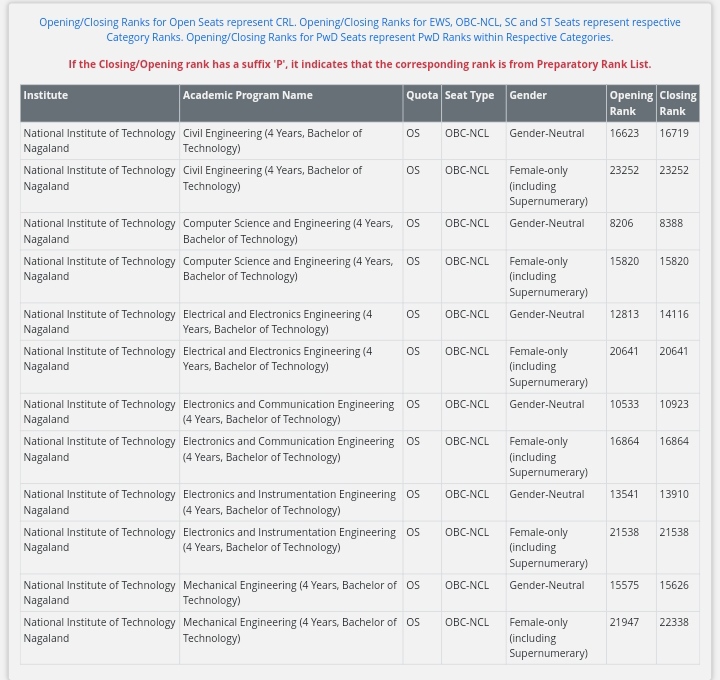 Opening/Closing Ranks for Open Seats represent CRL. Opening/Closing Ranks for EWS, OBC-NCL, SC and ST Seats represent respective
Category Ranks. Opening/Closing Ranks for PwD Seats represent PwD Ranks within Respective Categories.
If the Closing/Opening rank has a suffix 'P', it indicates that the corresponding rank is from Preparatory Rank List.
Institute Academic Program Name Quota Seat Type Gender Opening Closing
Rank Rank
National Institute of Technology Civil Engineering (4 Years, Bachelor of OS OBC-NCL Gender-Neutral 16623 16719
Nagaland Technology)
National Institute of Technology Civil Engineering (4 Years, Bachelor of OS OBC-NCL Female-only 23252 23252
Nagaland Technology) (including
Supernumerary)
National Institute of Technology Computer Science and Engineering (4 Years, OS OBC-NCL Gender-Neutral 8206 8388
Nagaland Bachelor of Technology)
National Institute of Technology Computer Science and Engineering (4 Years, OS OBC-NCL Female-only 15820 15820
Nagaland Bachelor of Technology) (including
Supernumerary)
National Institute of Technology Electrical and Electronics Engineering (4 OS OBC-NCL Gender-Neutral 12813 14116
Nagaland Years, Bachelor of Technology)
National Institute of Technology Electrical and Electronics Engineering (4 OS OBC-NCL Female-only 20641 20641
Nagaland Years, Bachelor of Technology) (including
Supernumerary)
National Institute of Technology Electronics and Communication Engineering OS OBC-NCL Gender-Neutral 10533 10923
Nagaland (4 Years, Bachelor of Technology)
National Institute of Technology Electronics and Communication Engineering OS OBC-NCL Female-only 16864 16864
Nagaland (4 Years, Bachelor of Technology) (including
Supernumerary)
National Institute of Technology Electronics and Instrumentation Engineering OS OBC-NCL Gender-Neutral 13541 13910
Nagaland (4 Years, Bachelor of Technology)
National Institute of Technology Electronics and Instrumentation Engineering OS OBC-NCL Female-only 21538 21538
Nagaland (4 Years, Bachelor of Technology) (including
Supernumerary)
National Institute of Technology Mechanical Engineering (4 Years, Bachelor of OS OBC-NCL Gender-Neutral 15575 15626
Nagaland Technology)
National Institute of Technology Mechanical Engineering (4 Years, Bachelor of OS OBC-NCL Female-only 21947 22338
Nagaland Technology) (including
Supernumerary)